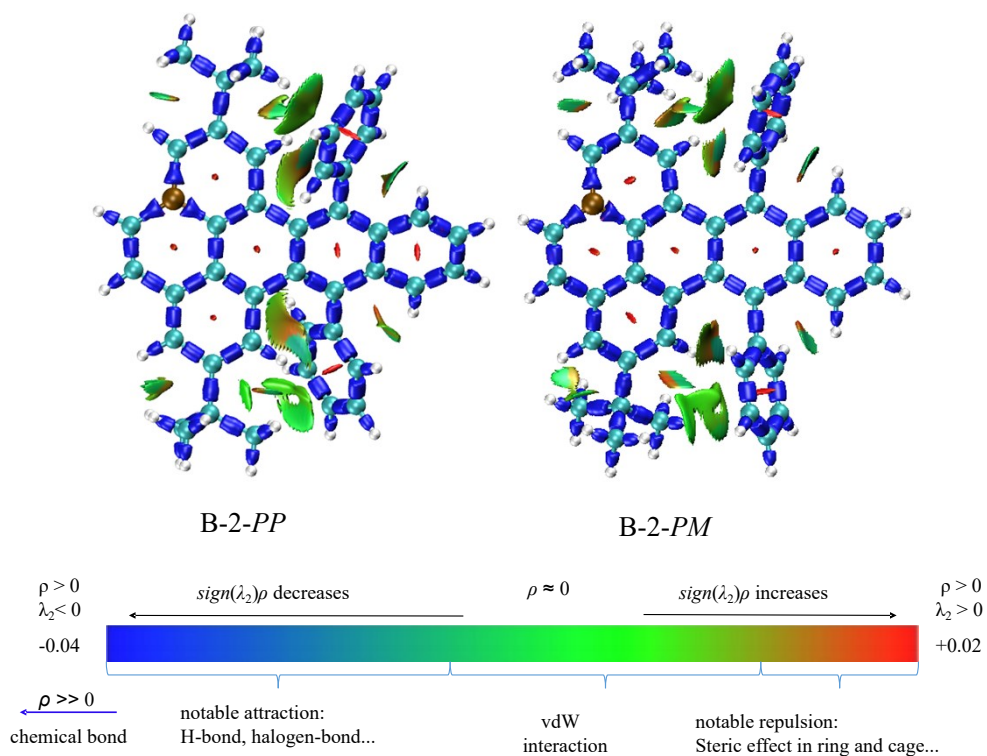 B-2-PP
B-2-PM
ρ > 0
λ₂< 0
sign(λ₂)ρ decreases
ρ ≈ 0
sign(λ₂)ρ increases
ρ > 0
λ₂ > 0
-0.04
+0.02
ρ >> 0
chemical bond
notable attraction:
H-bond, halogen-bond...
vdW
interaction
notable repulsion:
Steric effect in ring and cage...